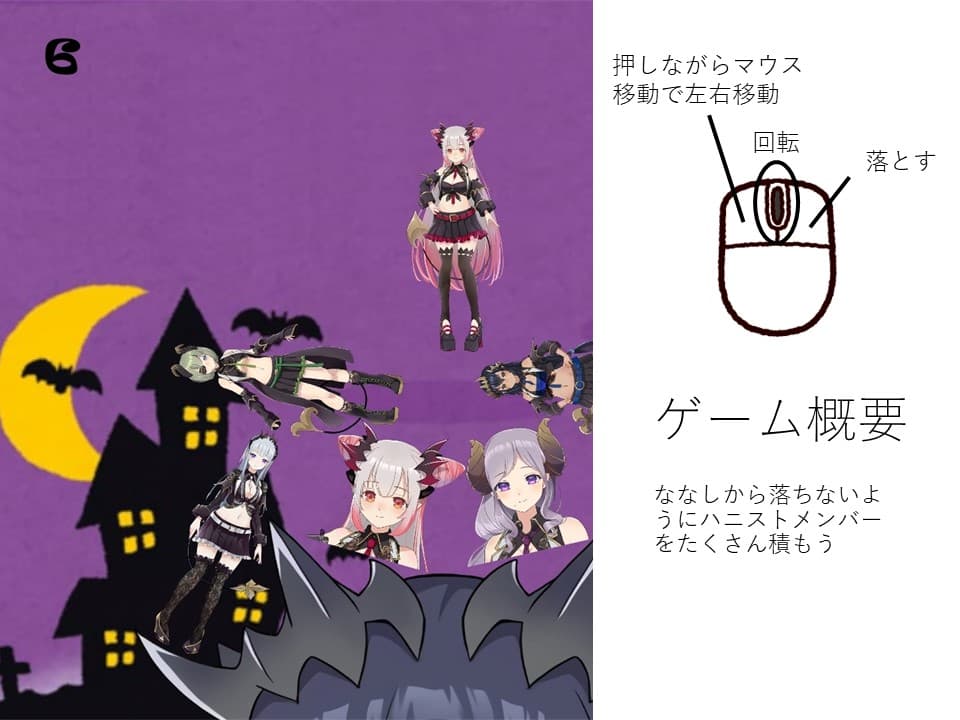 6
押しながらマウス
移動で左右移動
回転
落とす
ゲーム概要
ななしから落ちないよ
うにハニストメンバー
をたくさん積もう